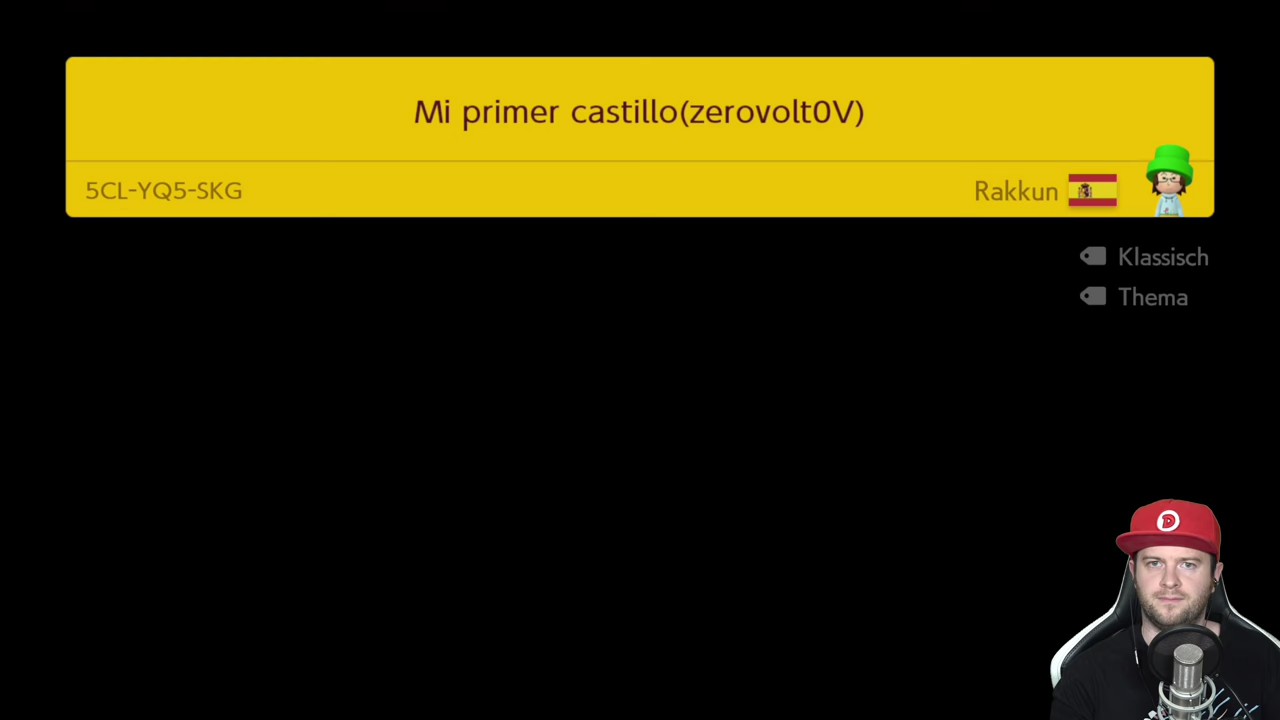 Mi primer castillo(zerovolt0V)
5CL-YQ5-SKG
Rakkun
Klassisch
Thema
D